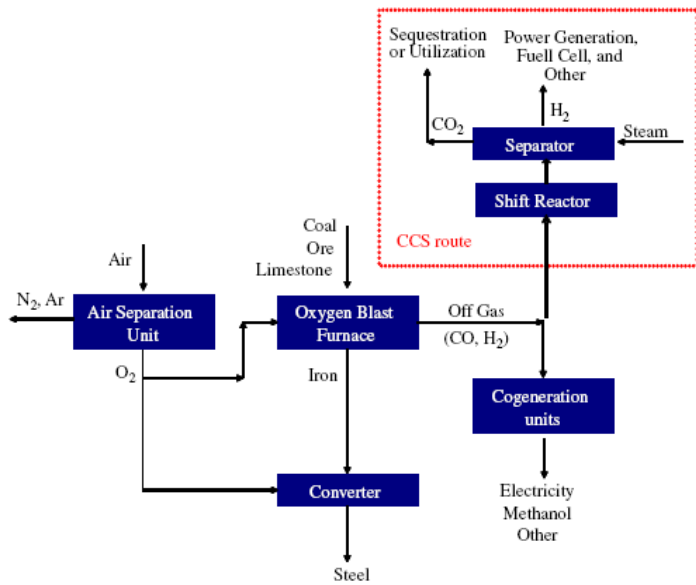 Sequestration
or Utilization
Power Generation,
Fuell Cell, and
Other
CO₂
H₂
Steam
Separator
Shift Reactor
CCS route
Coal
Ore
Limestone
Air
N₂, Ar
Air Separation
Unit
Oxygen Blast
Furnace
Off Gas
(CO, H₂)
O₂
Iron
Cogeneration
units
Converter
Electricity
Methanol
Other
Steel